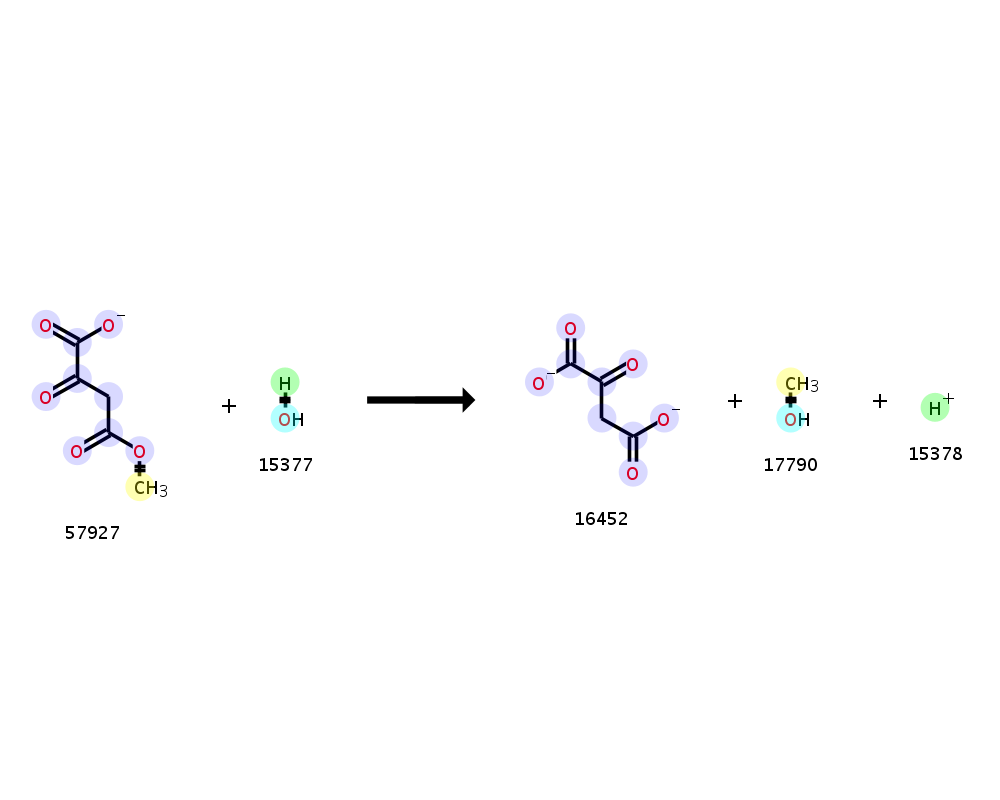 O O⁻
O
O
O
CH3
57927
+
H
OH
15377
O
O
O⁻
O⁻
O
16452
+
CH3
OH
17790
+
H+
15378